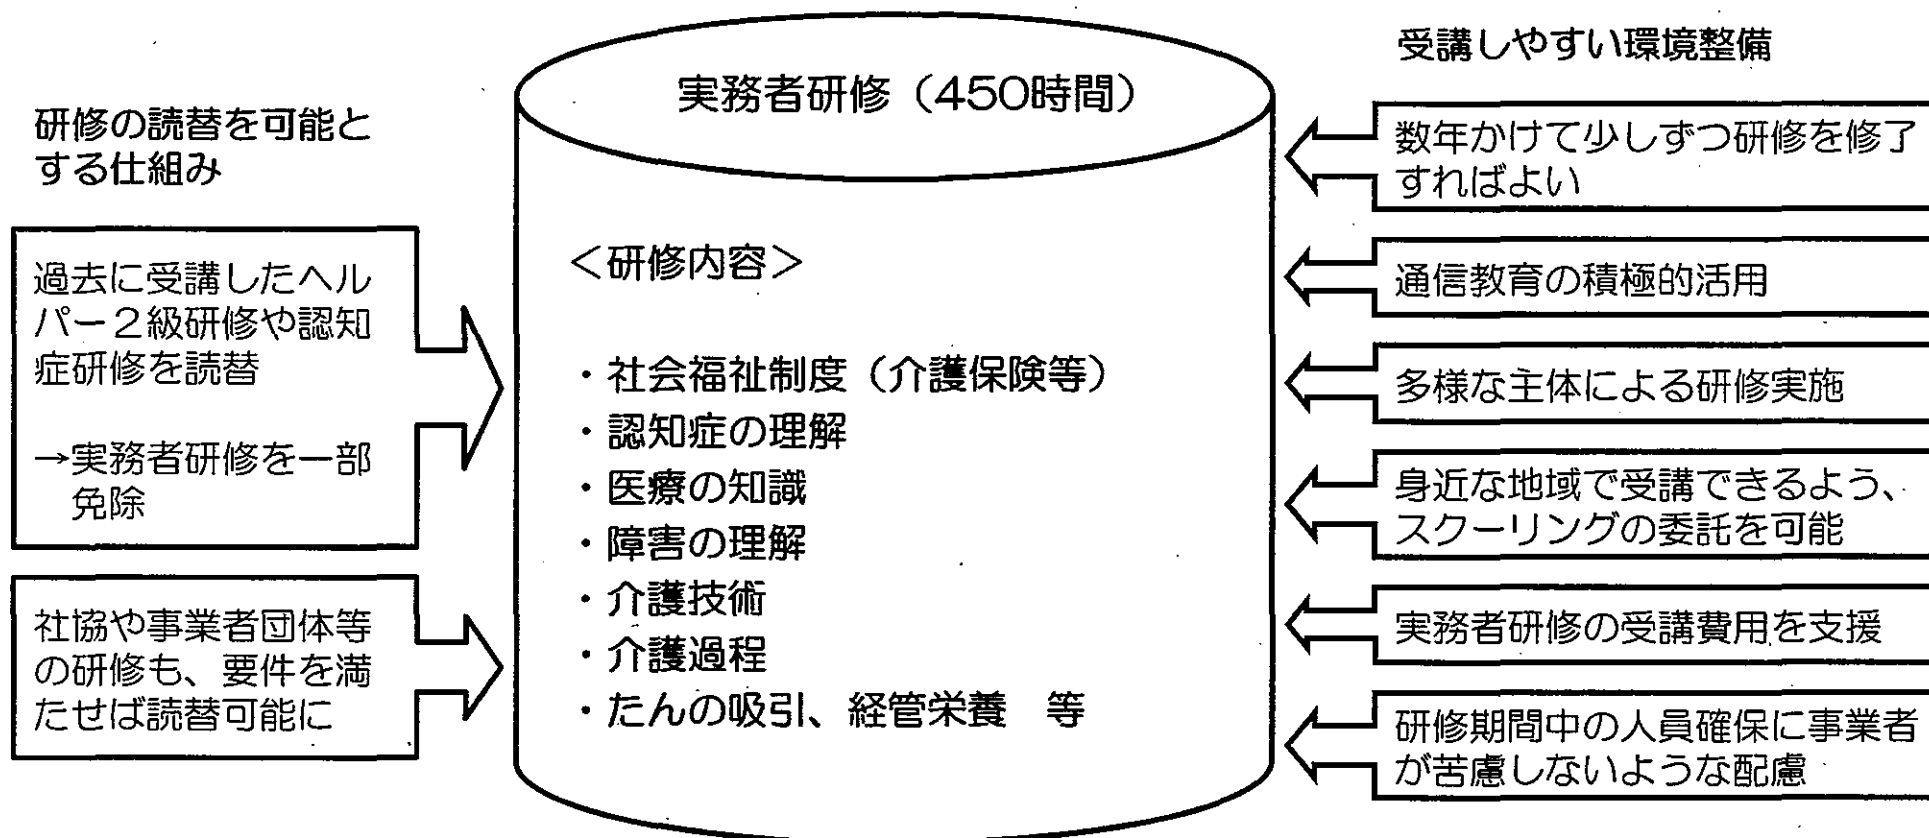 研修の読替を可能と
する仕組み
過去に受講したヘル
パー2級研修や認知
症研修を読替
→実務者研修を一部
免除
社協や事業者団体等
の研修も、要件を満
たせば読替可能に
実務者研修（450時間）
＜研修内容＞
・社会福祉制度（介護保険等）
・認知症の理解
・医療の知識
・障害の理解
・介護技術
・介護過程
・たんの吸引、経管栄養　等
受講しやすい環境整備
数年かけて少しずつ研修を修了
すればよい
通信教育の積極的活用
多様な主体による研修実施
身近な地域で受講できるよう、
スクーリングの委託を可能
実務者研修の受講費用を支援
研修期間中の人員確保に事業者
が苦慮しないような配慮